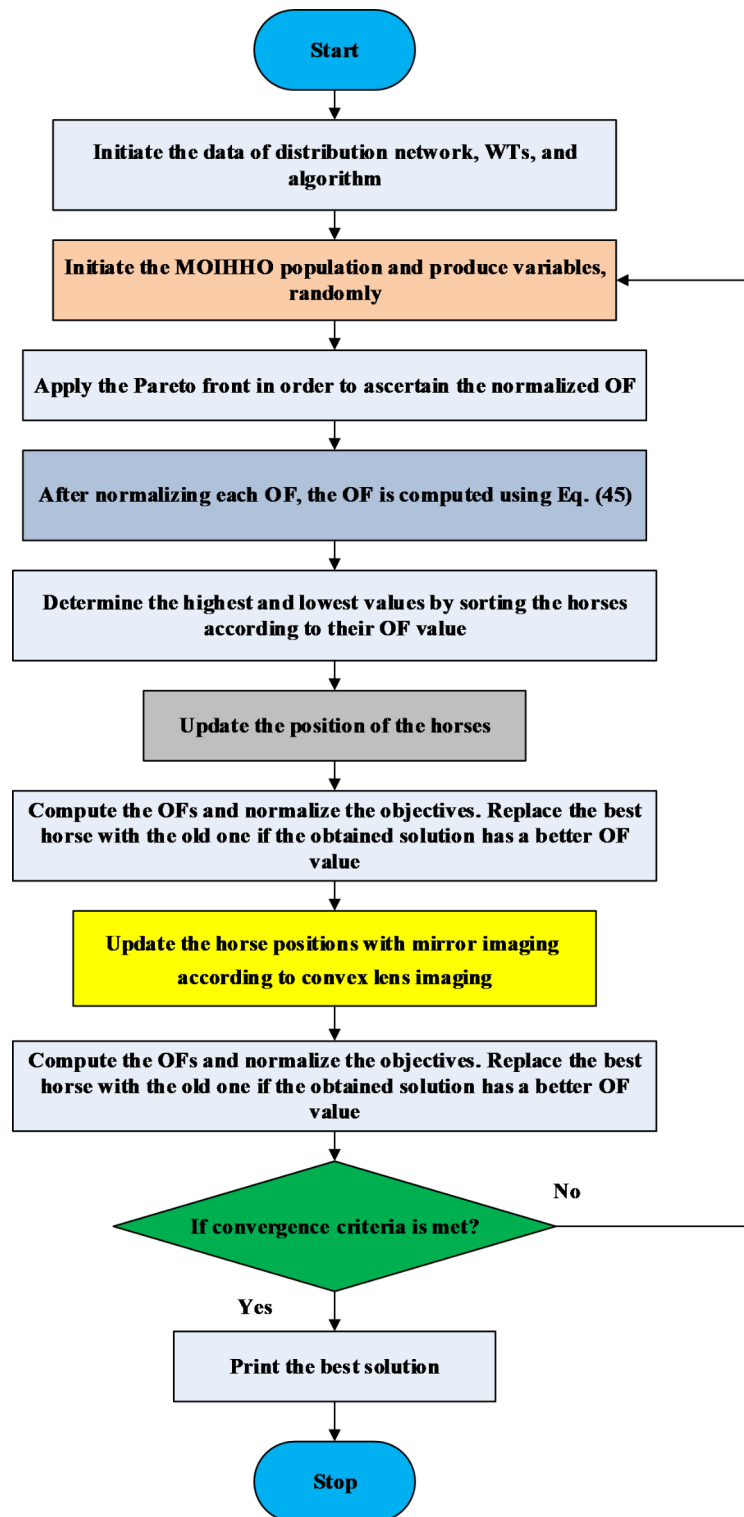 Start
Initiate the data of distribution network, WTs, and
algorithm
Initiate the MOIHHO population and produce variables,
randomly
Apply the Pareto front in order to ascertain the normalized OF
After normalizing each OF, the OF is computed using Eq. (45)
Determine the highest and lowest values by sorting the horses
according to their OF value
Update the position of the horses
Compute the OFs and normalize the objectives. Replace the best
horse with the old one if the obtained solution has a better OF
value
Update the horse positions with mirror imaging
according to convex lens imaging
Compute the OFs and normalize the objectives. Replace the best
horse with the old one if the obtained solution has a better OF
value
No
If convergence criteria is met?
Yes
Print the best solution
Stop